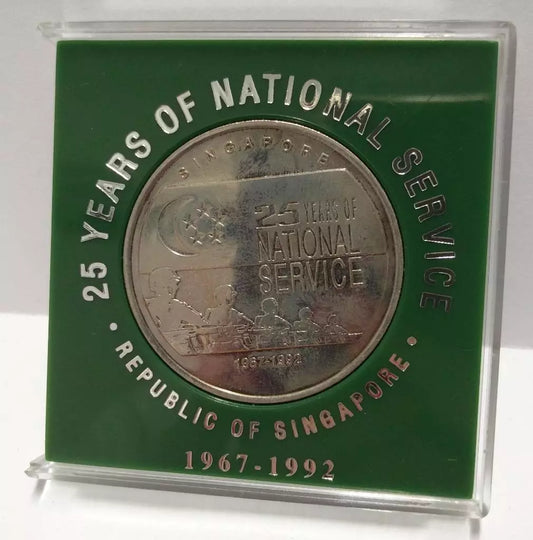 25 YEARS OF NATIONAL SERVICE
SINGAPORE
25 YEARS OF
NATIONAL
SERVICE
1967-1992
• REPUBLIC OF SINGAPORE •
1967-1992